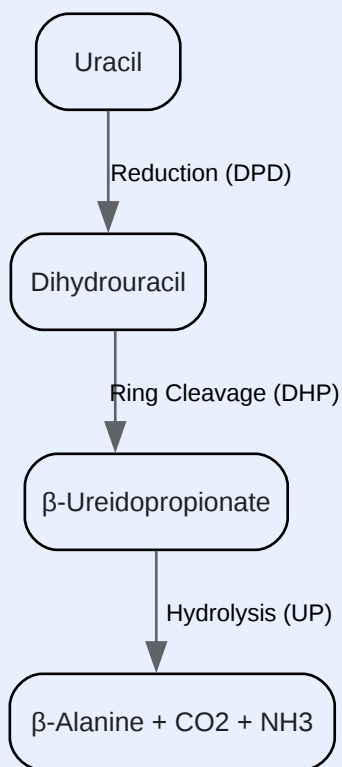 Uracil
Reduction (DPD)
Dihydrouracil
Ring Cleavage (DHP)
β-Ureidopropionate
Hydrolysis (UP)
β-Alanine + CO2 + NH3